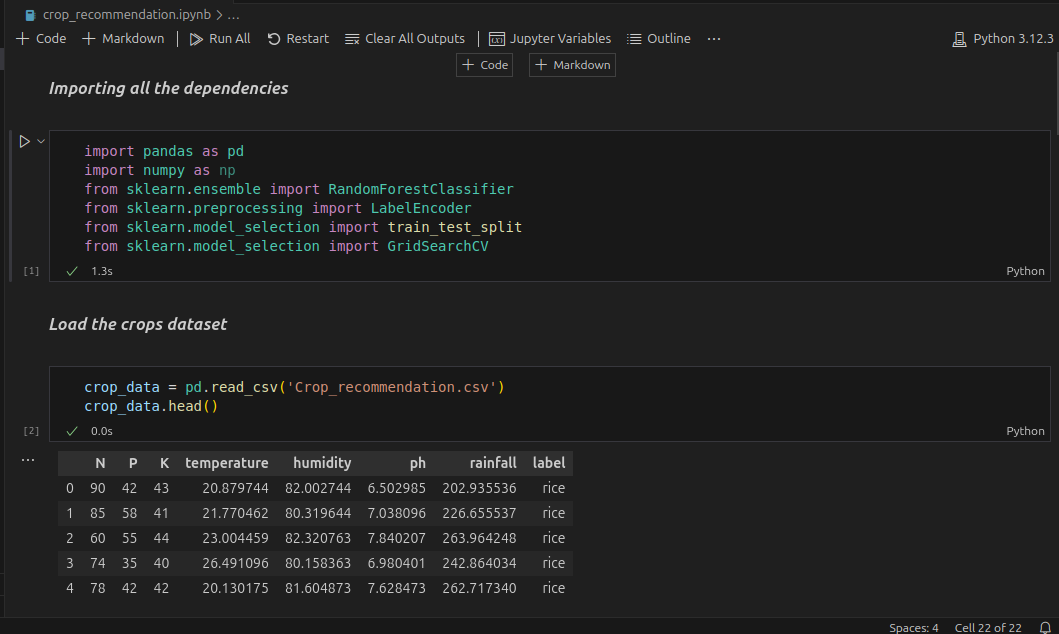 crop_recommendation.ipynb > ...
+ Code + Markdown | Run All Restart Clear All Outputs | Jupyter Variables Outline ... Python 3.12.3
+ Code + Markdown
Importing all the dependencies
import pandas as pd
import numpy as np
from sklearn.ensemble import RandomForestClassifier
from sklearn.preprocessing import LabelEncoder
from sklearn.model_selection import train_test_split
from sklearn.model_selection import GridSearchCV
[1] ✓ 1.3s Python
Load the crops dataset
crop_data = pd.read_csv('Crop_recommendation.csv')
crop_data.head()
[2] ✓ 0.0s Python
... N P K temperature humidity ph rainfall label
0 90 42 43 20.879744 82.002744 6.502985 202.935536 rice
1 85 58 41 21.770462 80.319644 7.038096 226.655537 rice
2 60 55 44 23.004459 82.320763 7.840207 263.964248 rice
3 74 35 40 26.491096 80.158363 6.980401 242.864034 rice
4 78 42 42 20.130175 81.604873 7.628473 262.717340 rice
Spaces: 4 Cell 22 of 22